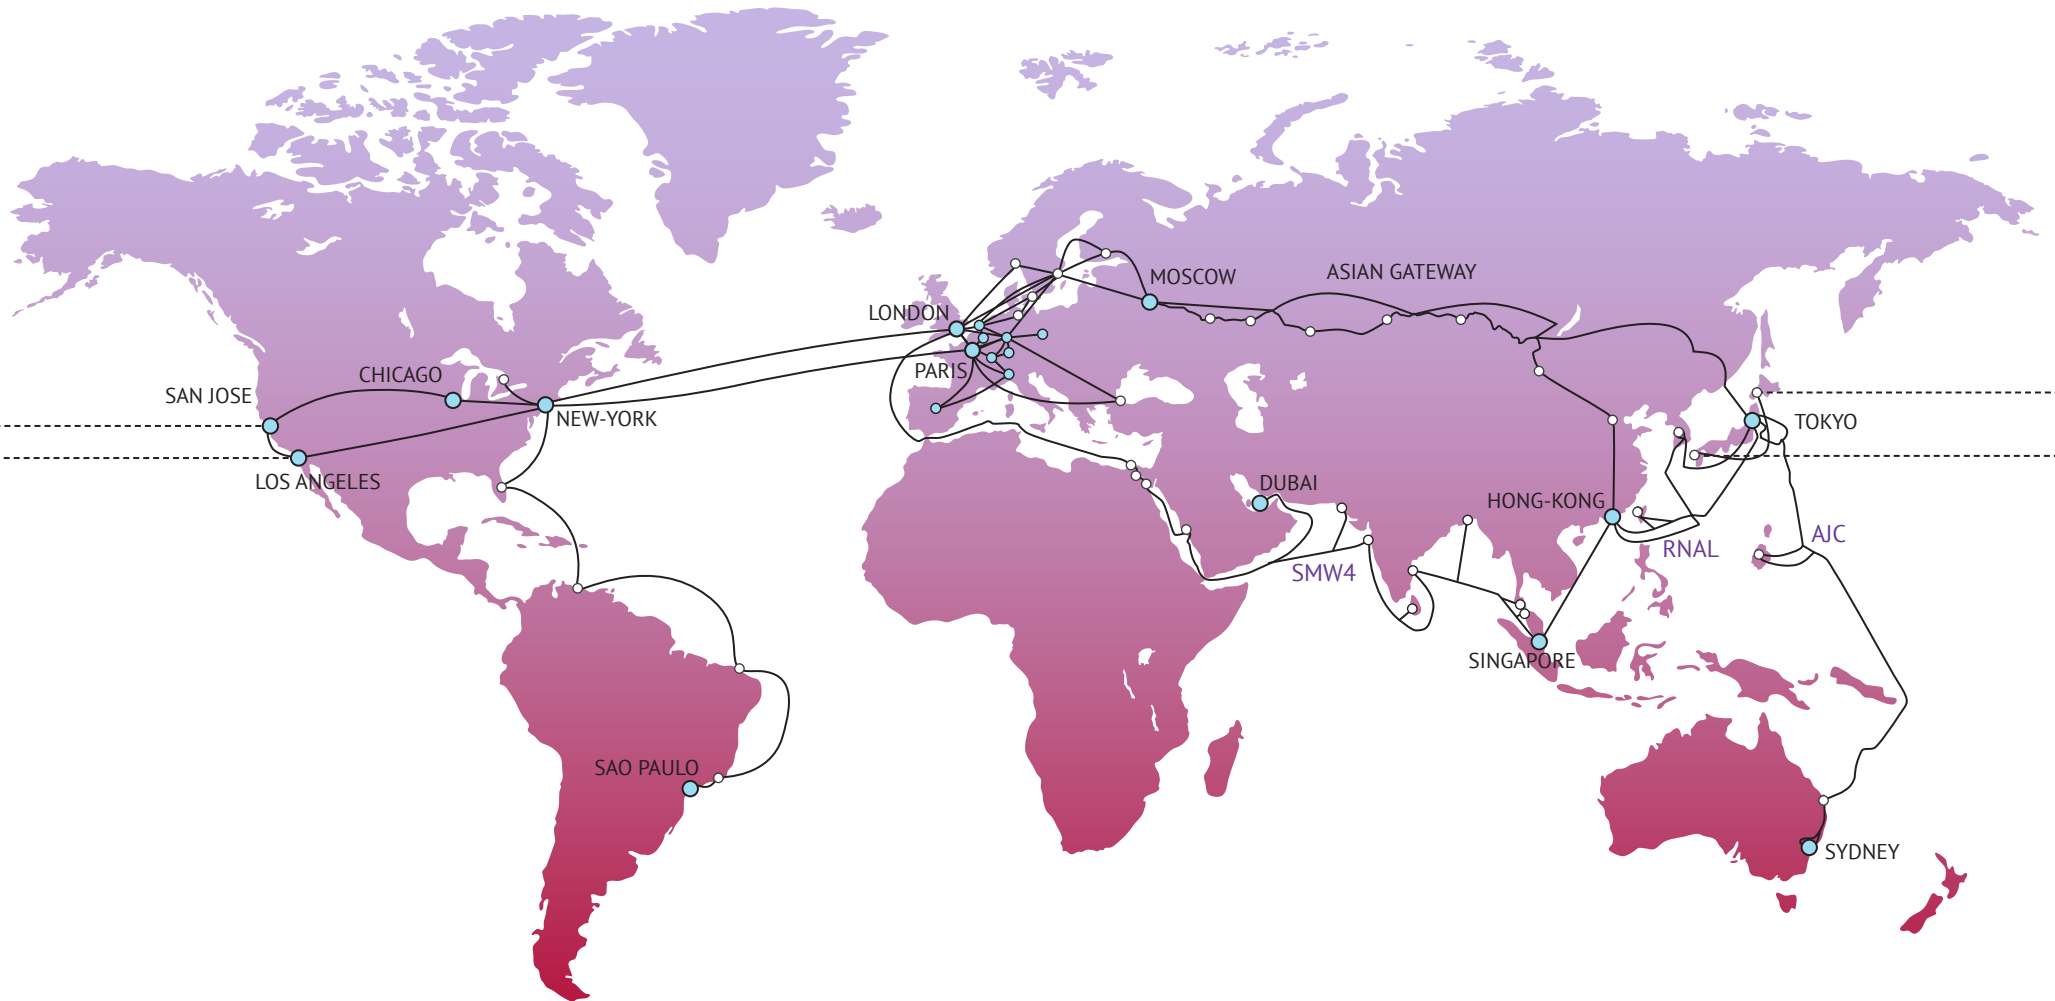 MOSCOW
ASIAN GATEWAY
LONDON
PARIS
CHICAGO
SAN JOSE
NEW-YORK
TOKYO
LOS ANGELES
DUBAI
HONG-KONG
AJC
RNAL
SMW4
SINGAPORE
SAO PAULO
SYDNEY